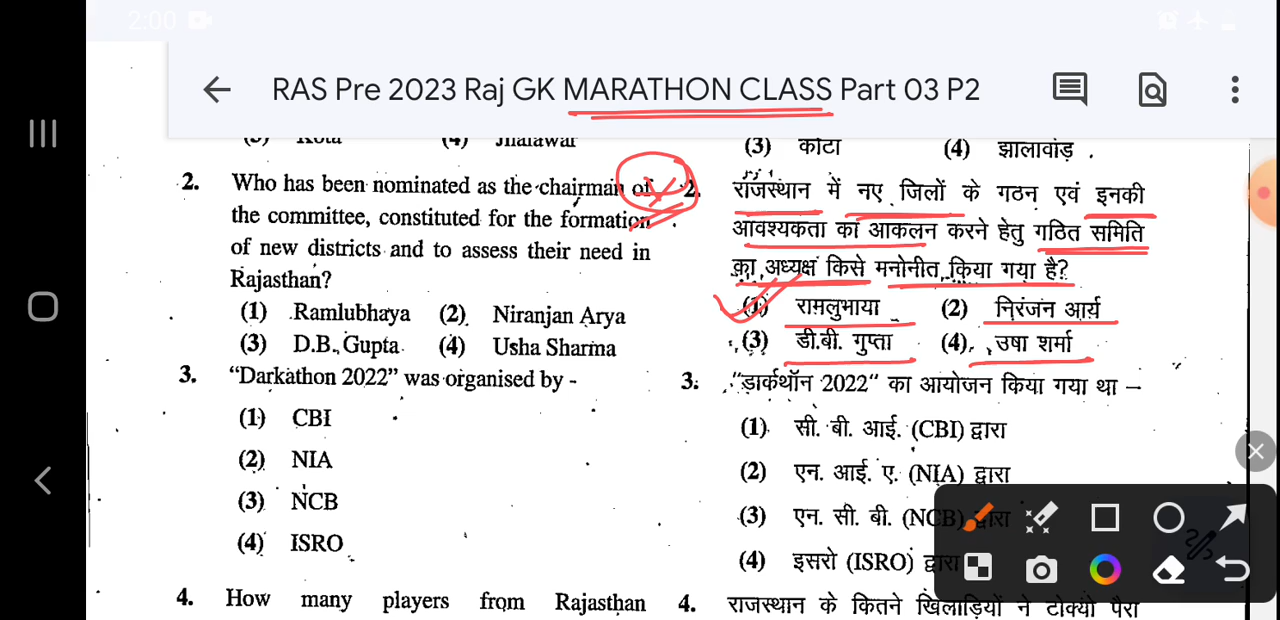 2:00
RAS Pre 2023 Raj GK MARATHON CLASS Part 03 P2
(3) Kota (4) Jhalawar
2. Who has been nominated as the chairman of
the committee, constituted for the formation
of new districts and to assess their need in
Rajasthan?
(1) Ramlubhaya (2) Niranjan Arya
(3) D.B. Gupta (4) Usha Sharma
3. “Darkathon 2022” was organised by -
(1) CBI
(2) NIA
(3) NCB
(4) ISRO
4. How many players from Rajasthan
(3) कोटा (4) झालावाड़
2. राजस्थान में नए जिलों के गठन एवं इनकी
आवश्यकता का आकलन करने हेतु गठित समिति
का अध्यक्ष किसे मनोनीत किया गया है?
(1) रामलुभाया (2) निरंजन आर्य
(3) डी.बी. गुप्ता (4) उषा शर्मा
3. “डार्कथॉन 2022” का आयोजन किया गया था –
(1) सी. बी. आई. (CBI) द्वारा
(2) एन. आई. ए. (NIA) द्वारा
(3) एन. सी. बी. (NCB) द्वारा
(4) इसरो (ISRO) द्वारा
4. राजस्थान के कितने खिलाड़ियों ने टोक्यो पैरा